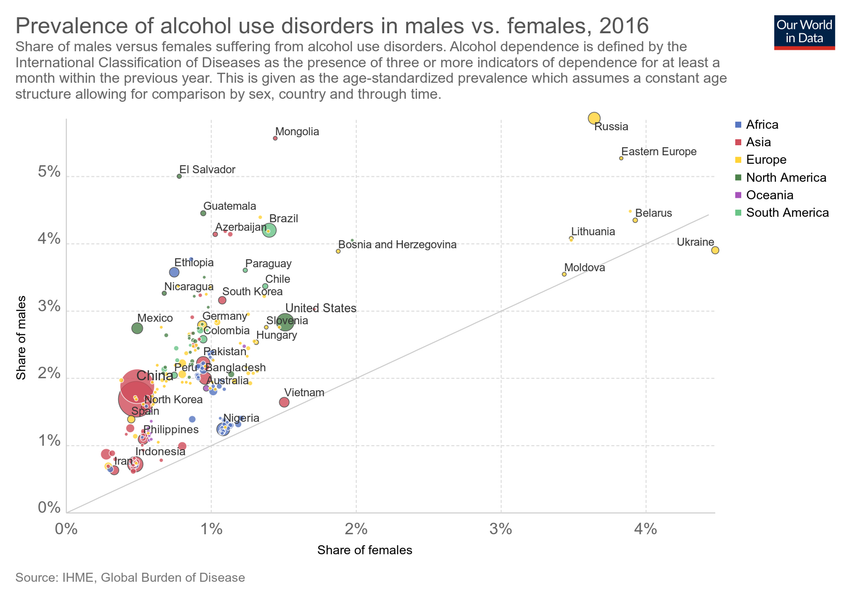 Prevalence of alcohol use disorders in males vs. females, 2016
Our World
in Data
Share of males versus females suffering from alcohol use disorders. Alcohol dependence is defined by the
International Classification of Diseases as the presence of three or more indicators of dependence for at least a
month within the previous year. This is given as the age-standardized prevalence which assumes a constant age
structure allowing for comparison by sex, country and through time.
Russia
Mongolia
Eastern Europe
El Salvador
Guatemala
Brazil
Belarus
Azerbaijan
Lithuania
Bosnia and Herzegovina
Ukraine
Ethiopia
Paraguay
Moldova
Chile
Nicaragua
South Korea
United States
Mexico
Germany
Slovenia
Colombia
Hungary
Pakistan
Peru
Bangladesh
China
Australia
Vietnam
North Korea
Spain
Nigeria
Philippines
Indonesia
Iran
5%
4%
3%
2%
1%
0%
Share of males
0%
1%
2%
3%
4%
Share of females
Africa
Asia
Europe
North America
Oceania
South America
Source: IHME, Global Burden of Disease